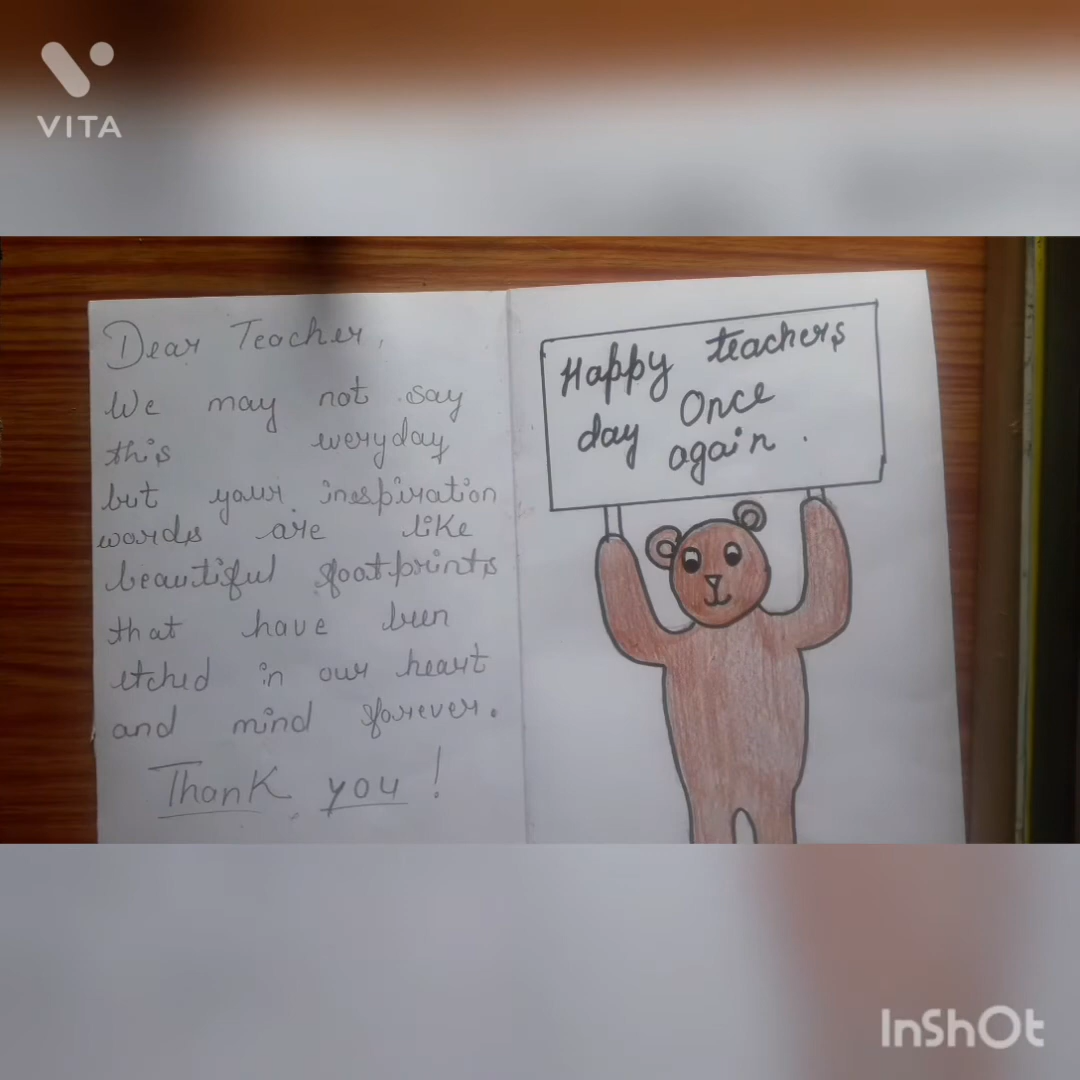 VITA
Dear Teacher,
We may not say
this everyday
but your inspiration
words are like
beautiful footprints
that have been
etched in our heart
and mind forever.
Thank you!
Happy teachers
day Once
again.
InShOt